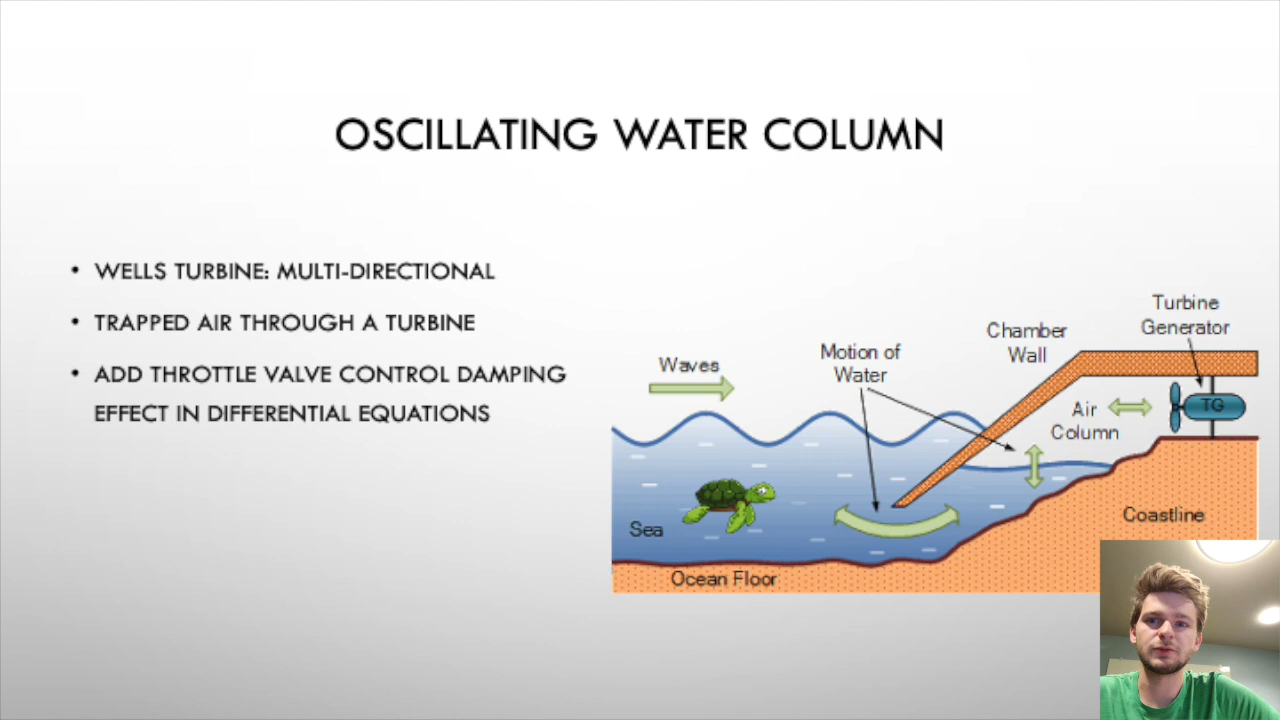 OSCILLATING WATER COLUMN
• WELLS TURBINE: MULTI-DIRECTIONAL
• TRAPPED AIR THROUGH A TURBINE
• ADD THROTTLE VALVE CONTROL DAMPING
EFFECT IN DIFFERENTIAL EQUATIONS
Waves
Motion of
Water
Chamber
Wall
Turbine
Generator
Air
Column
TG
Sea
Coastline
Ocean Floor